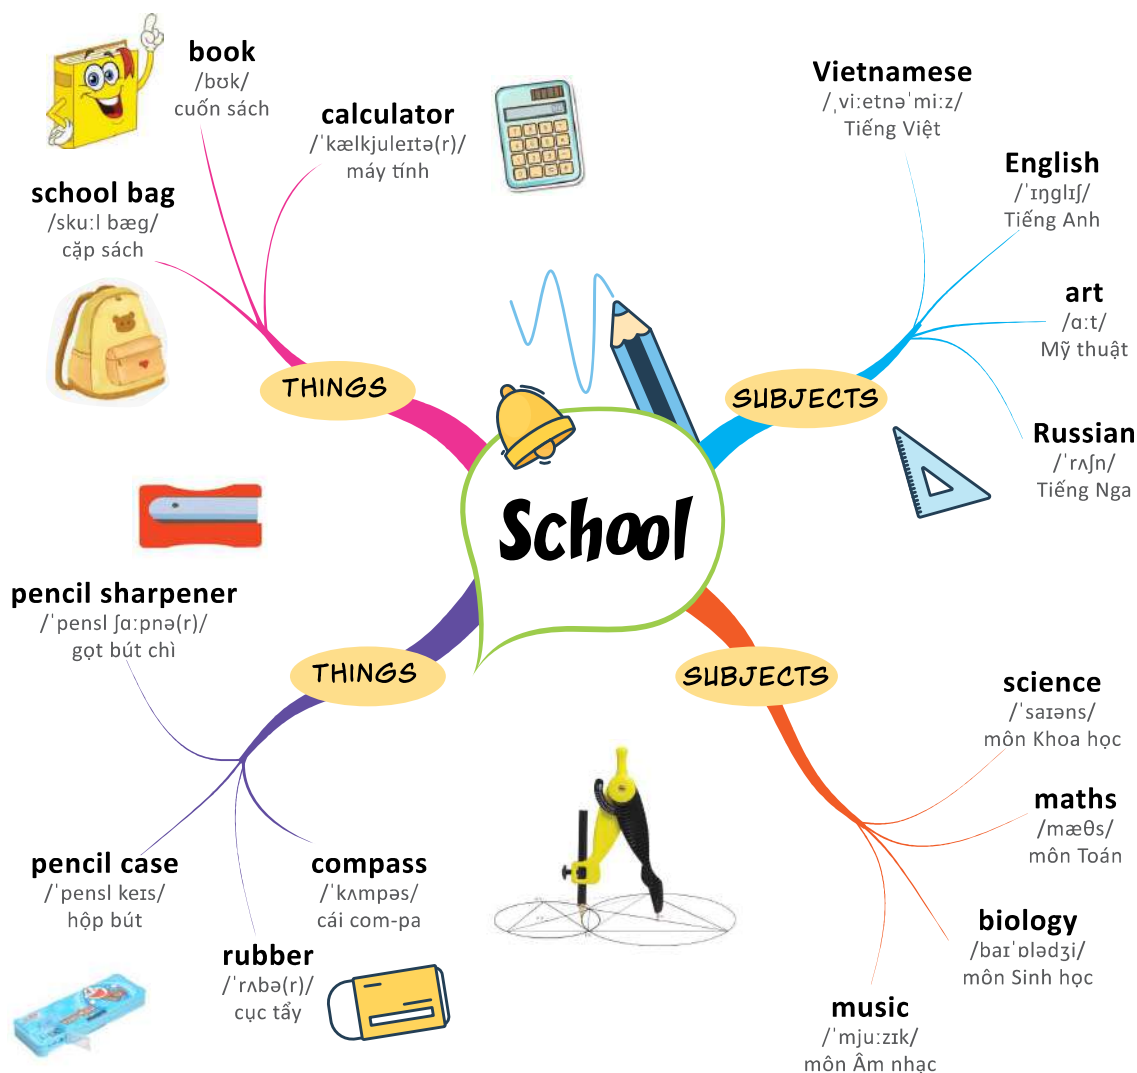 book
/bʊk/
cuốn sách
calculator
/ˈkælkjuleɪtə(r)/
máy tính
school bag
/skuːl bæɡ/
cặp sách
THINGS
Vietnamese
/ˌviːetnəˈmiːz/
Tiếng Việt
English
/ˈɪŋɡlɪʃ/
Tiếng Anh
art
/ɑːt/
Mỹ thuật
Russian
/ˈrʌʃn/
Tiếng Nga
SUBJECTS
School
pencil sharpener
/ˈpensl ʃɑːpnə(r)/
gọt bút chì
THINGS
pencil case
/ˈpensl keɪs/
hộp bút
compass
/ˈkʌmpəs/
cái com-pa
rubber
/ˈrʌbə(r)/
cục tẩy
SUBJECTS
science
/ˈsaɪəns/
môn Khoa học
maths
/mæθs/
môn Toán
biology
/baɪˈɒlədʒi/
môn Sinh học
music
/ˈmjuːzɪk/
môn Âm nhạc